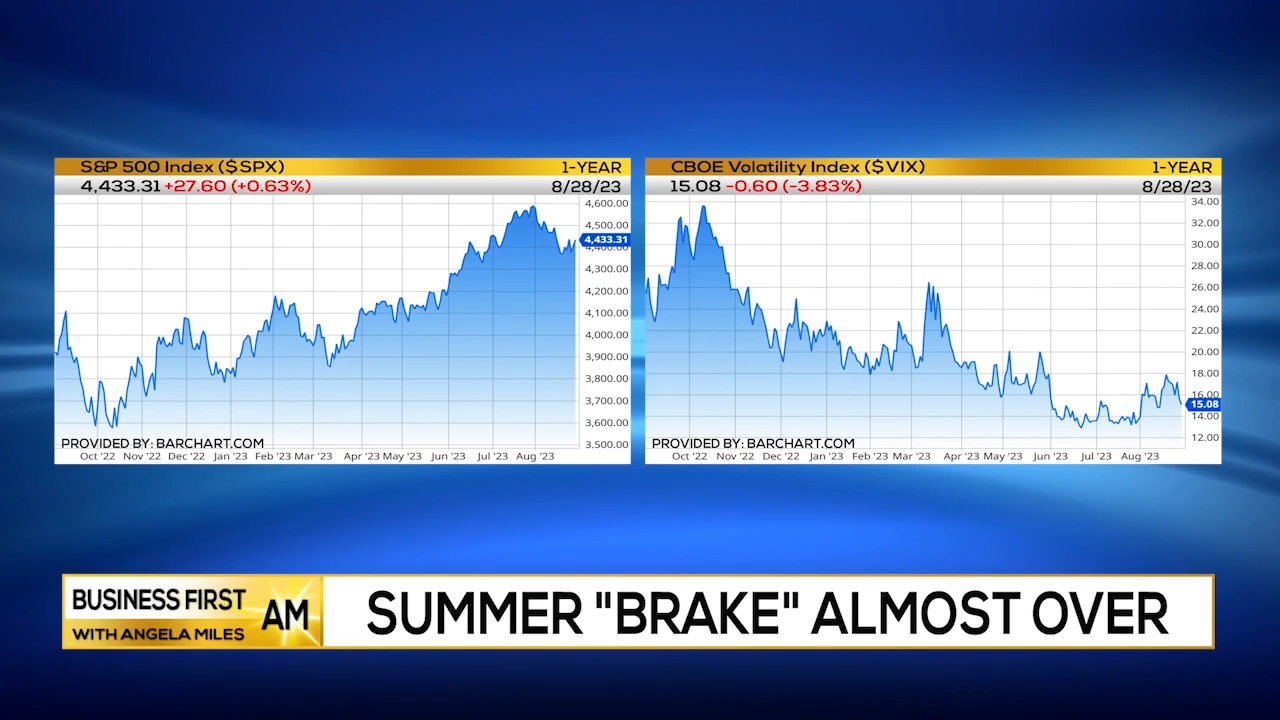 S&P 500 Index ($SPX) 1-YEAR
4,433.31 +27.60 (+0.63%) 8/28/23
4,600.00
4,500.00
4,433.31
4,400.00
4,300.00
4,200.00
4,100.00
4,000.00
3,900.00
3,800.00
3,700.00
3,600.00
3,500.00
PROVIDED BY: BARCHART.COM
Oct '22 Nov '22 Dec '22 Jan '23 Feb '23 Mar '23 Apr '23 May '23 Jun '23 Jul '23 Aug '23
CBOE Volatility Index ($VIX) 1-YEAR
15.08 -0.60 (-3.83%) 8/28/23
34.00
32.00
30.00
28.00
26.00
24.00
22.00
20.00
18.00
16.00
15.08
14.00
12.00
PROVIDED BY: BARCHART.COM
Oct '22 Nov '22 Dec '22 Jan '23 Feb '23 Mar '23 Apr '23 May '23 Jun '23 Jul '23 Aug '23
BUSINESS FIRST AM
WITH ANGELA MILES
SUMMER "BRAKE" ALMOST OVER